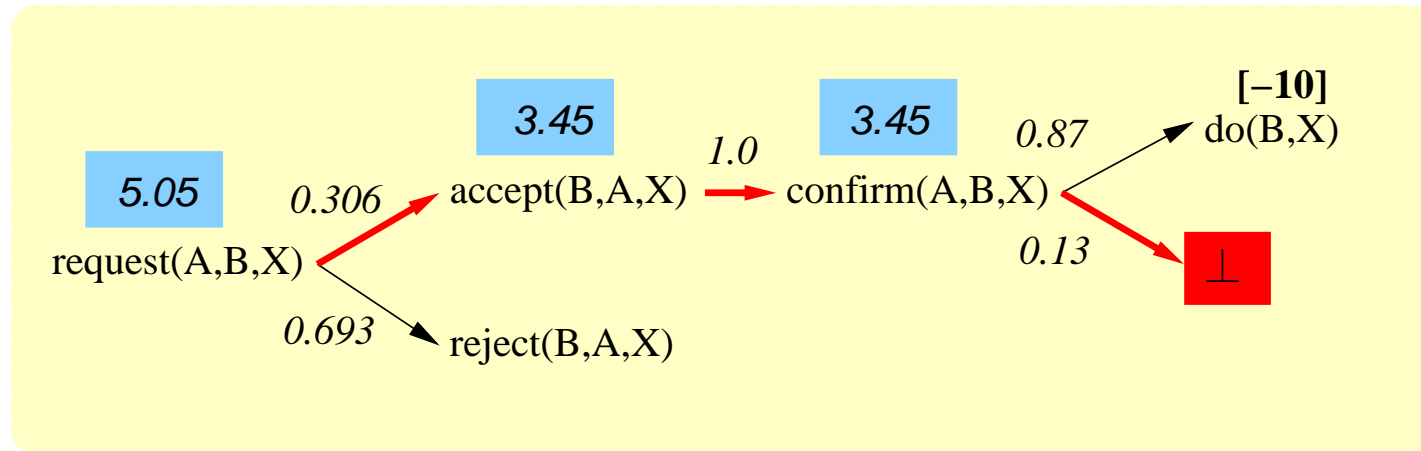 [–10]
3.45
3.45
0.87
do(B,X)
1.0
5.05
0.306
accept(B,A,X)
confirm(A,B,X)
request(A,B,X)
0.13
⊥
0.693
reject(B,A,X)